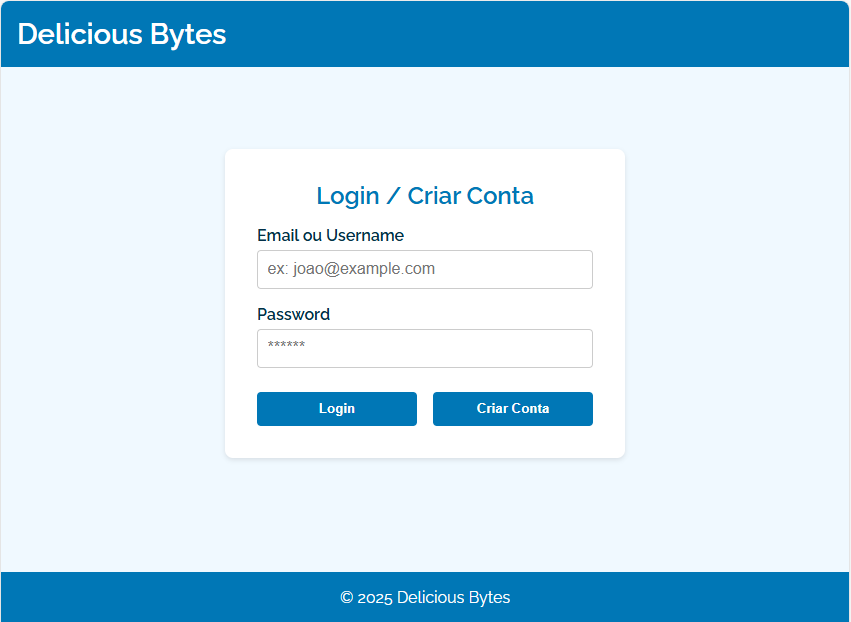 Delicious Bytes
Login / Criar Conta
Email ou Username
ex: joao@example.com
Password
******
Login Criar Conta
© 2025 Delicious Bytes